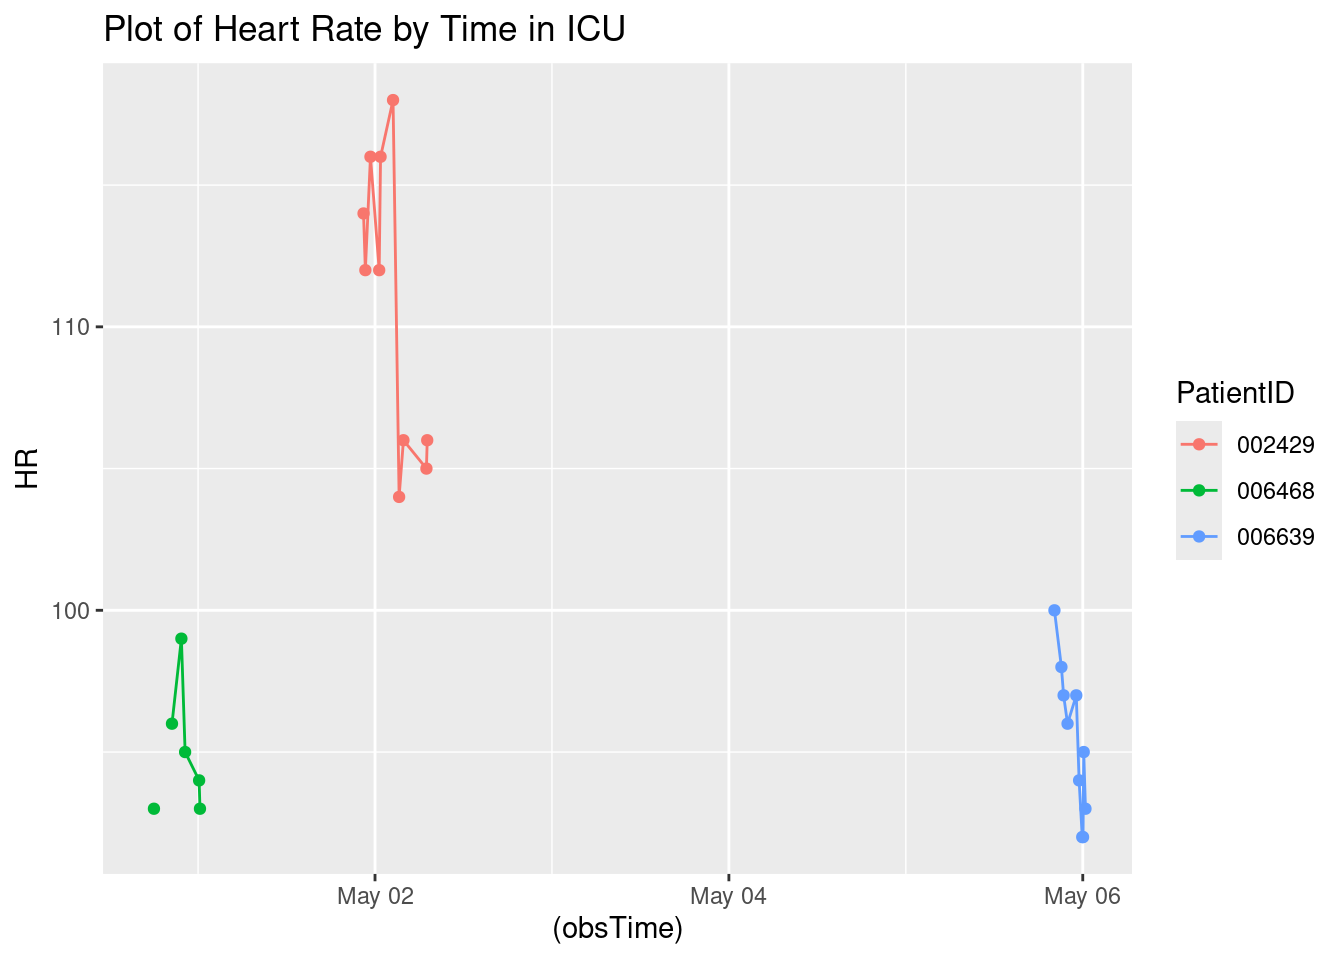 Plot of Heart Rate by Time in ICU
HR
110
100
May 02
May 04
May 06
(obsTime)
PatientID
002429
006468
006639